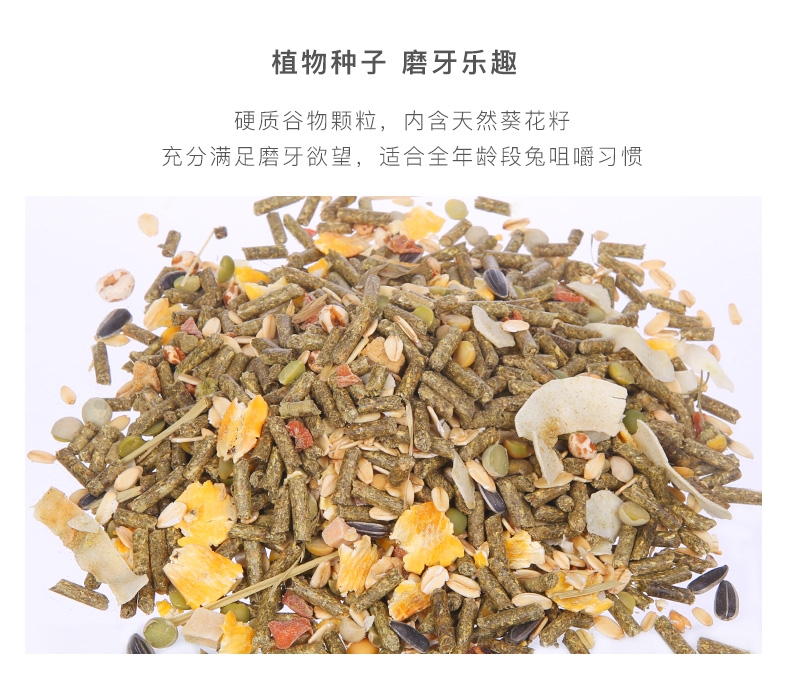 植物种子 磨牙乐趣
硬质谷物颗粒，内含天然葵花籽
充分满足磨牙欲望，适合全年龄段兔咀嚼习惯